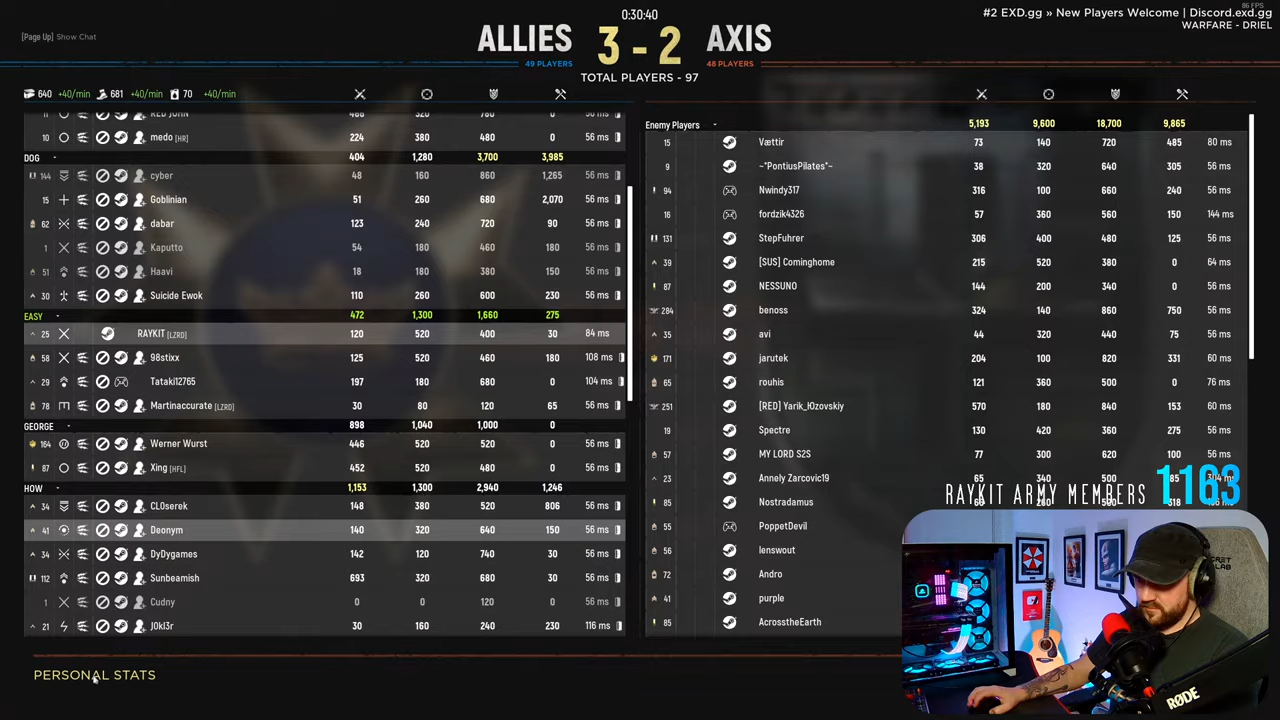 86 FPS
[Page Up] Show Chat
0:30:40
#2 EXD.gg » New Players Welcome | Discord.exd.gg
WARFARE - DRIEL
ALLIES 3 - 2 AXIS
49 PLAYERS 48 PLAYERS
TOTAL PLAYERS - 97
640 +40/min 681 +40/min 70 +40/min
11 RED JOHN 488 380 780 0
10 medo [HR] 224 380 480 0 56 ms
DOG 404 1,280 3,700 3,985
144 cyber 48 160 860 1,265 56 ms
15 Goblinian 51 260 680 2,070 56 ms
62 dabar 123 240 720 90 56 ms
1 Kaputto 54 180 460 180 56 ms
51 Haavi 18 180 380 150 56 ms
30 Suicide Ewok 110 260 600 230 56 ms
EASY 472 1,300 1,660 275
25 RAYKIT [LZRD] 120 520 400 30 84 ms
58 98stixx 125 520 460 180 108 ms
29 Tataki12765 197 180 680 0 104 ms
78 Martinaccurate [LZRD] 30 80 120 65 56 ms
GEORGE 898 1,040 1,000 0
164 Werner Wurst 446 520 520 0 56 ms
87 Xing [HFL] 452 520 480 0 56 ms
HOW 1,153 1,300 2,940 1,246
34 CL0serek 148 380 520 806 56 ms
41 Deonym 140 320 640 150 56 ms
34 DyDygames 142 120 740 30 56 ms
112 Sunbeamish 693 320 680 30 56 ms
1 Cudny 0 0 120 0 56 ms
21 J0kl3r 30 160 240 230 116 ms
PERSONAL STATS
Enemy Players 5,193 9,600 18,700 9,865
15 Vættir 73 140 720 485 80 ms
9 ~"PontiusPilates"~ 38 320 640 305 56 ms
94 Nwindy317 316 100 660 240 56 ms
16 fordzik4326 57 360 560 150 144 ms
131 StepFuhrer 306 400 480 125 56 ms
39 [SUS] Cominghome 215 520 380 0 64 ms
87 NESSUNO 144 200 340 0 56 ms
284 benoss 324 140 860 750 56 ms
35 avi 44 320 440 75 56 ms
171 jarutek 204 100 820 331 60 ms
65 rouhis 121 360 500 0 76 ms
251 [RED] Yarik_Юzovskiy 570 180 840 153 60 ms
19 Spectre 130 420 360 275 56 ms
57 MY LORD S2S 77 300 620 100 56 ms
23 Annely Zarcovic19 65 340
85 Nostradamus
55 PoppetDevil
56 lenswout
72 Andro
41 purple
85 AcrosstheEarth
RAYKIT ARMY MEMBERS 1163
RØDE